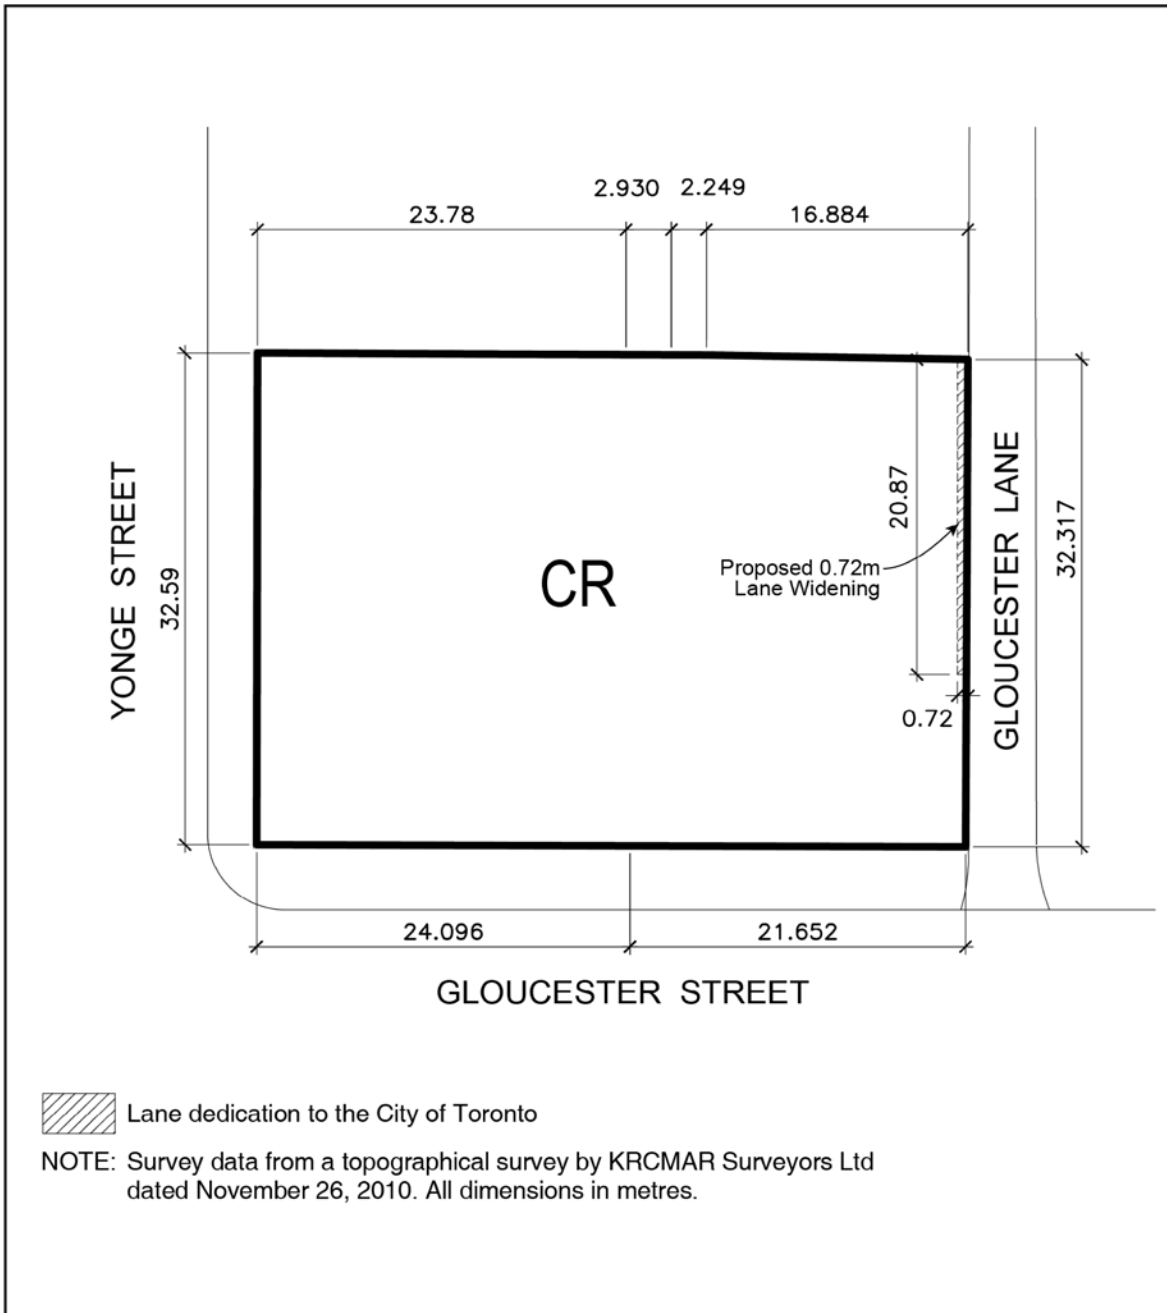 2.930 2.249
23.78 16.884
YONGE STREET
32.59
CR
20.87
Proposed 0.72m
Lane Widening
0.72
GLOUCESTER LANE
32.317
24.096 21.652
GLOUCESTER STREET
Lane dedication to the City of Toronto
NOTE: Survey data from a topographical survey by KRCMAR Surveyors Ltd
dated November 26, 2010. All dimensions in metres.